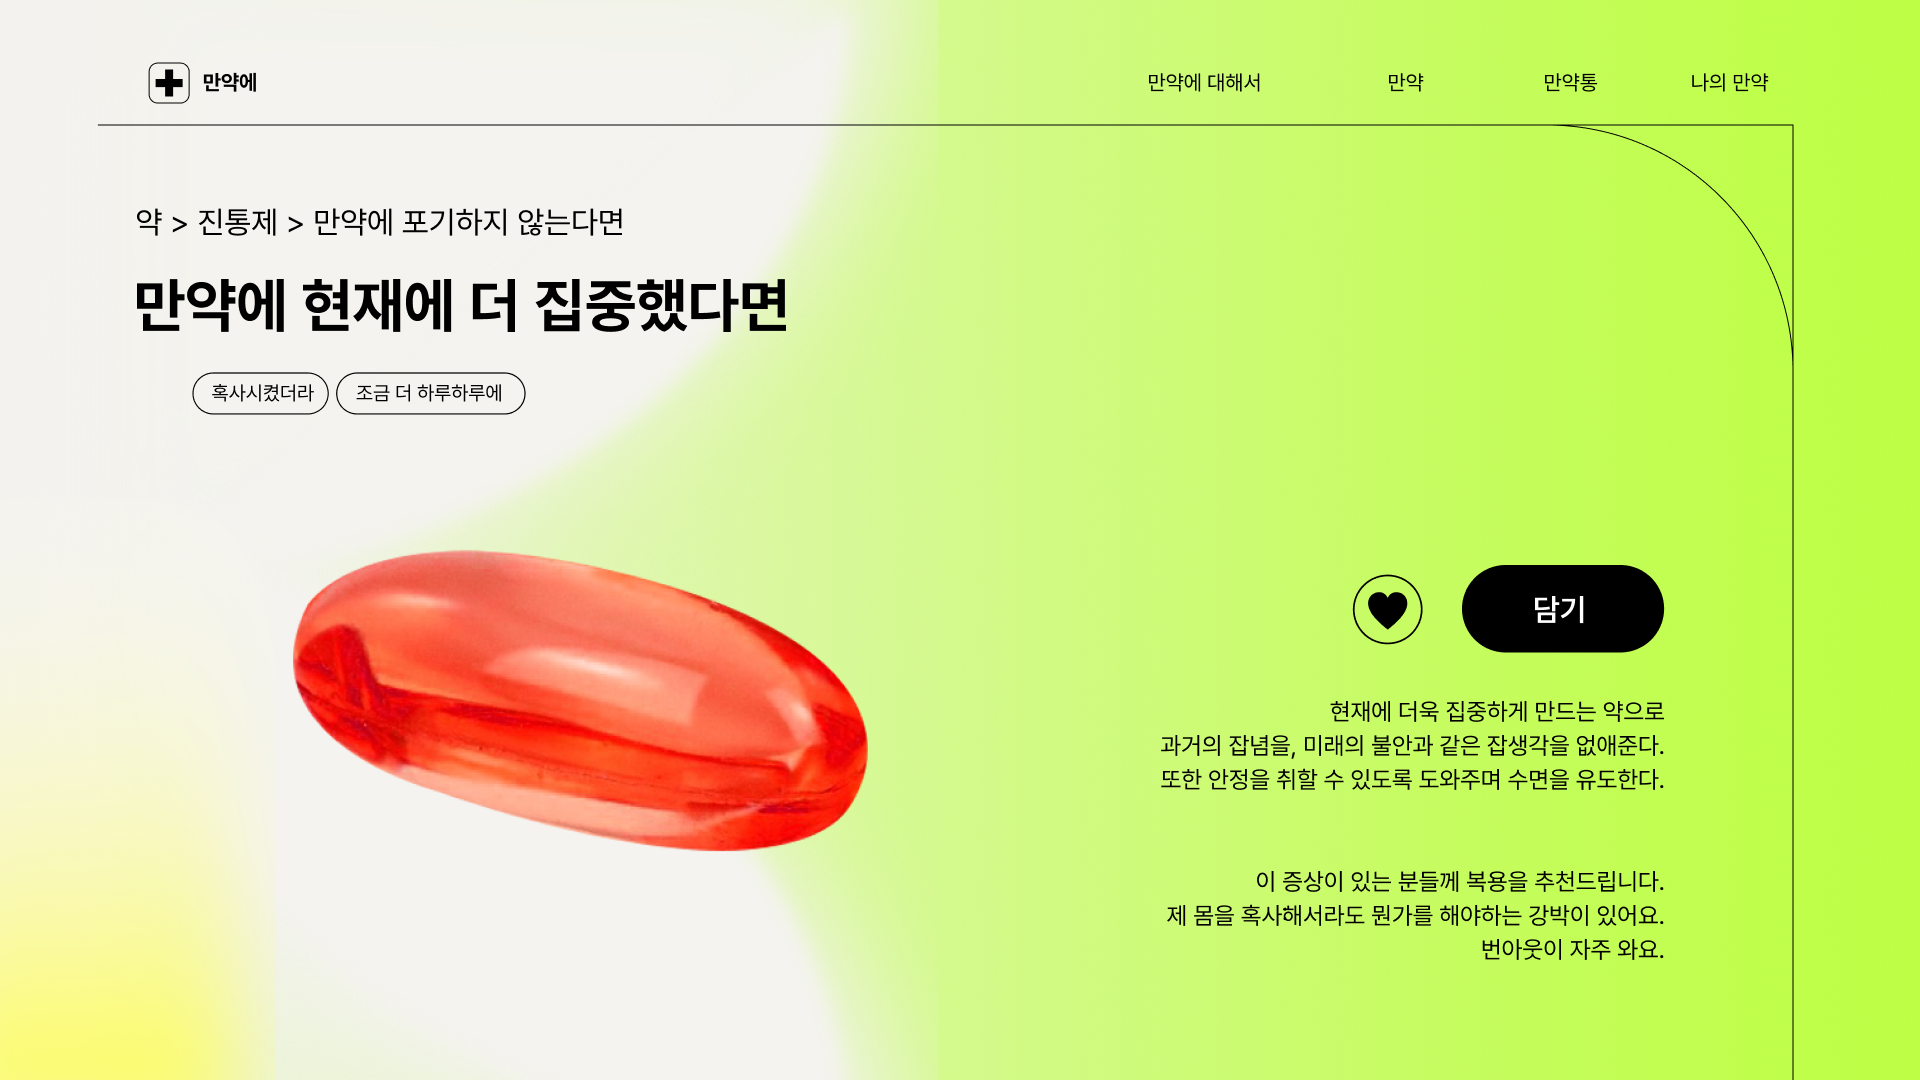 만약에
만약에 대해서
만약
만약통
나의 만약
약 > 진통제 > 만약에 포기하지 않는다면
만약에 현재에 더 집중했다면
혹사시켰더라
조금 더 하루하루에
담기
현재에 더욱 집중하게 만드는 약으로
과거의 잡념을, 미래의 불안과 같은 잡생각을 없애준다.
또한 안정을 취할 수 있도록 도와주며 수면을 유도한다.
이 증상이 있는 분들께 복용을 추천드립니다.
제 몸을 혹사해서라도 뭔가를 해야하는 강박이 있어요.
번아웃이 자주 와요.